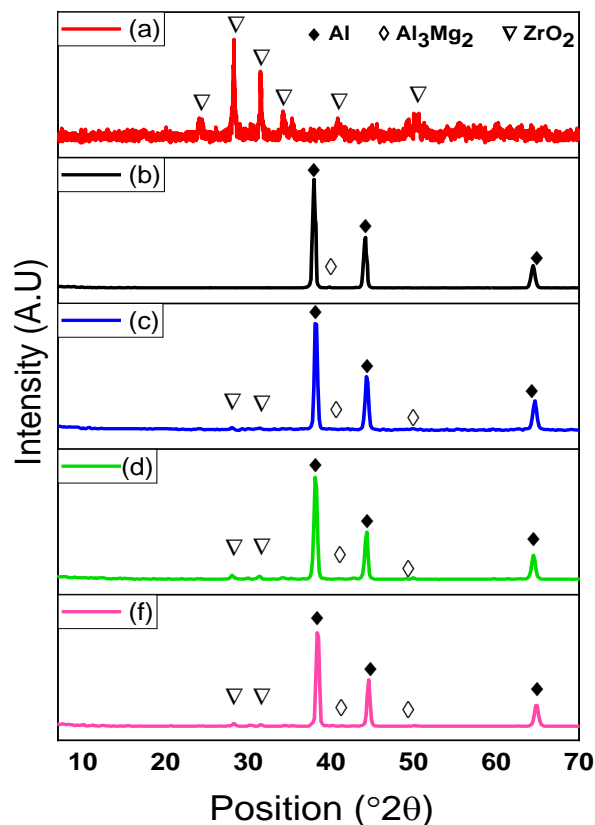 (a)
Al
Al₃Mg₂
ZrO₂
(b)
(c)
(d)
(f)
Intensity (A.U)
10 20 30 40 50 60 70
Position (°2θ)